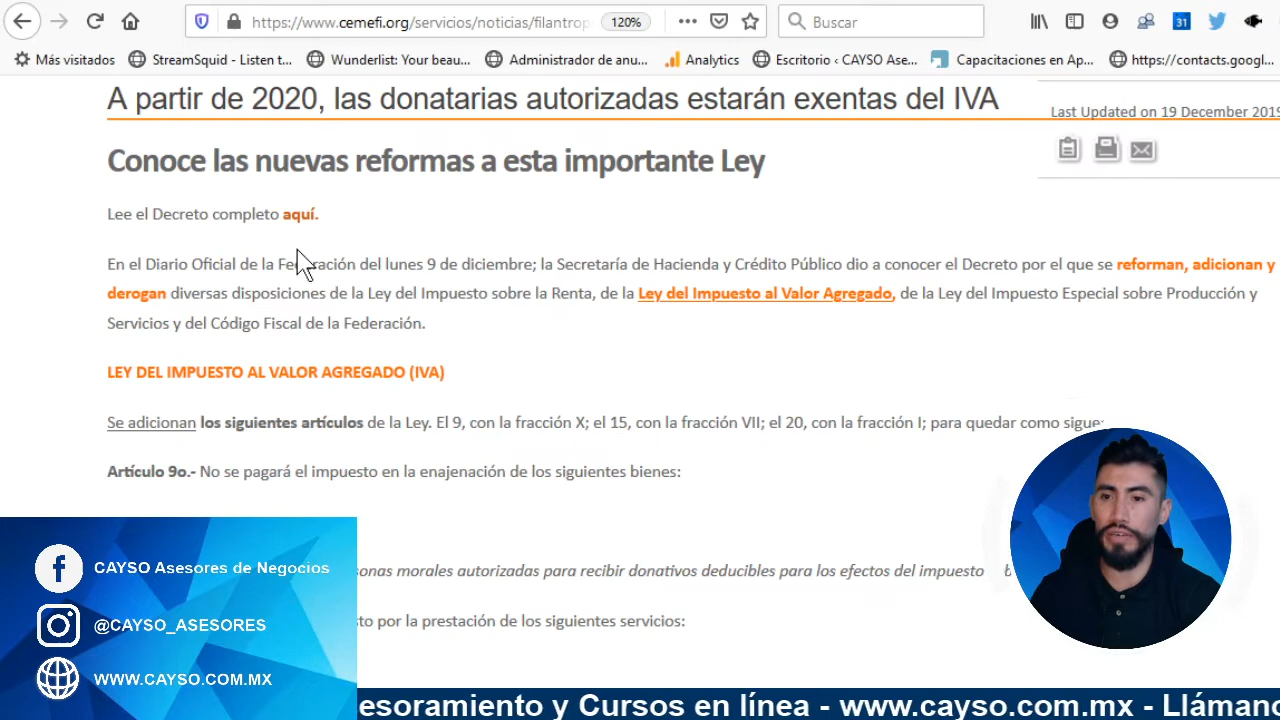 https://www.cemefi.org/servicios/noticias/filantrop
120%
Buscar
31
Más visitados
StreamSquid - Listen t...
Wunderlist: Your beau...
Administrador de anu...
Analytics
Escritorio ‹ CAYSO Ase...
Capacitaciones en Ap...
https://contacts.googl...
A partir de 2020, las donatarias autorizadas estarán exentas del IVA
Last Updated on 19 December 2019
Conoce las nuevas reformas a esta importante Ley
Lee el Decreto completo aquí.
En el Diario Oficial de la Federación del lunes 9 de diciembre; la Secretaría de Hacienda y Crédito Público dio a conocer el Decreto por el que se reforman, adicionan y
derogan diversas disposiciones de la Ley del Impuesto sobre la Renta, de la Ley del Impuesto al Valor Agregado, de la Ley del Impuesto Especial sobre Producción y
Servicios y del Código Fiscal de la Federación.
LEY DEL IMPUESTO AL VALOR AGREGADO (IVA)
Se adicionan los siguientes artículos de la Ley. El 9, con la fracción X; el 15, con la fracción VII; el 20, con la fracción I; para quedar como sigue:
Artículo 9o.- No se pagará el impuesto en la enajenación de los siguientes bienes:
sonas morales autorizadas para recibir donativos deducibles para los efectos del impuesto
to por la prestación de los siguientes servicios:
CAYSO Asesores de Negocios
@CAYSO_ASESORES
WWW.CAYSO.COM.MX
esoramiento y Cursos en línea - www.cayso.com.mx - Llámano